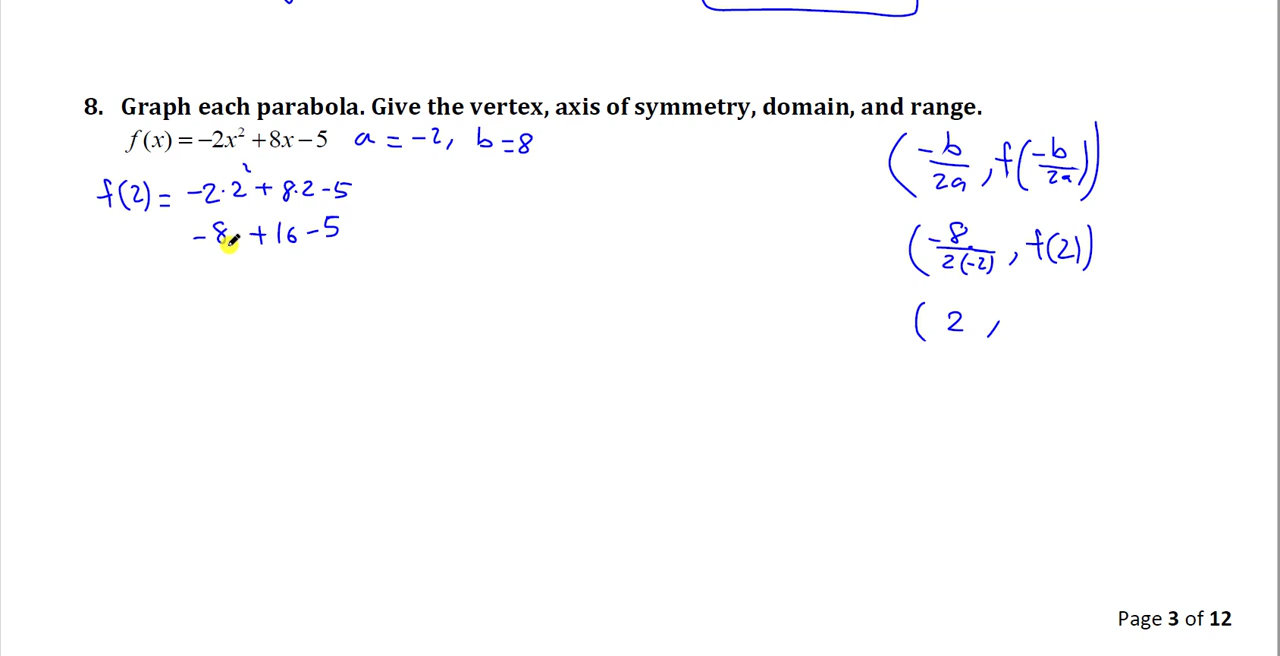 8. Graph each parabola. Give the vertex, axis of symmetry, domain, and range.
f(x) = −2x² + 8x − 5 a = −2, b = 8
f(2) = −2·2² + 8·2 − 5
−8 + 16 − 5
(−b/2a, f(−b/2a))
(−8/2(−2), f(2))
( 2 ,
Page 3 of 12